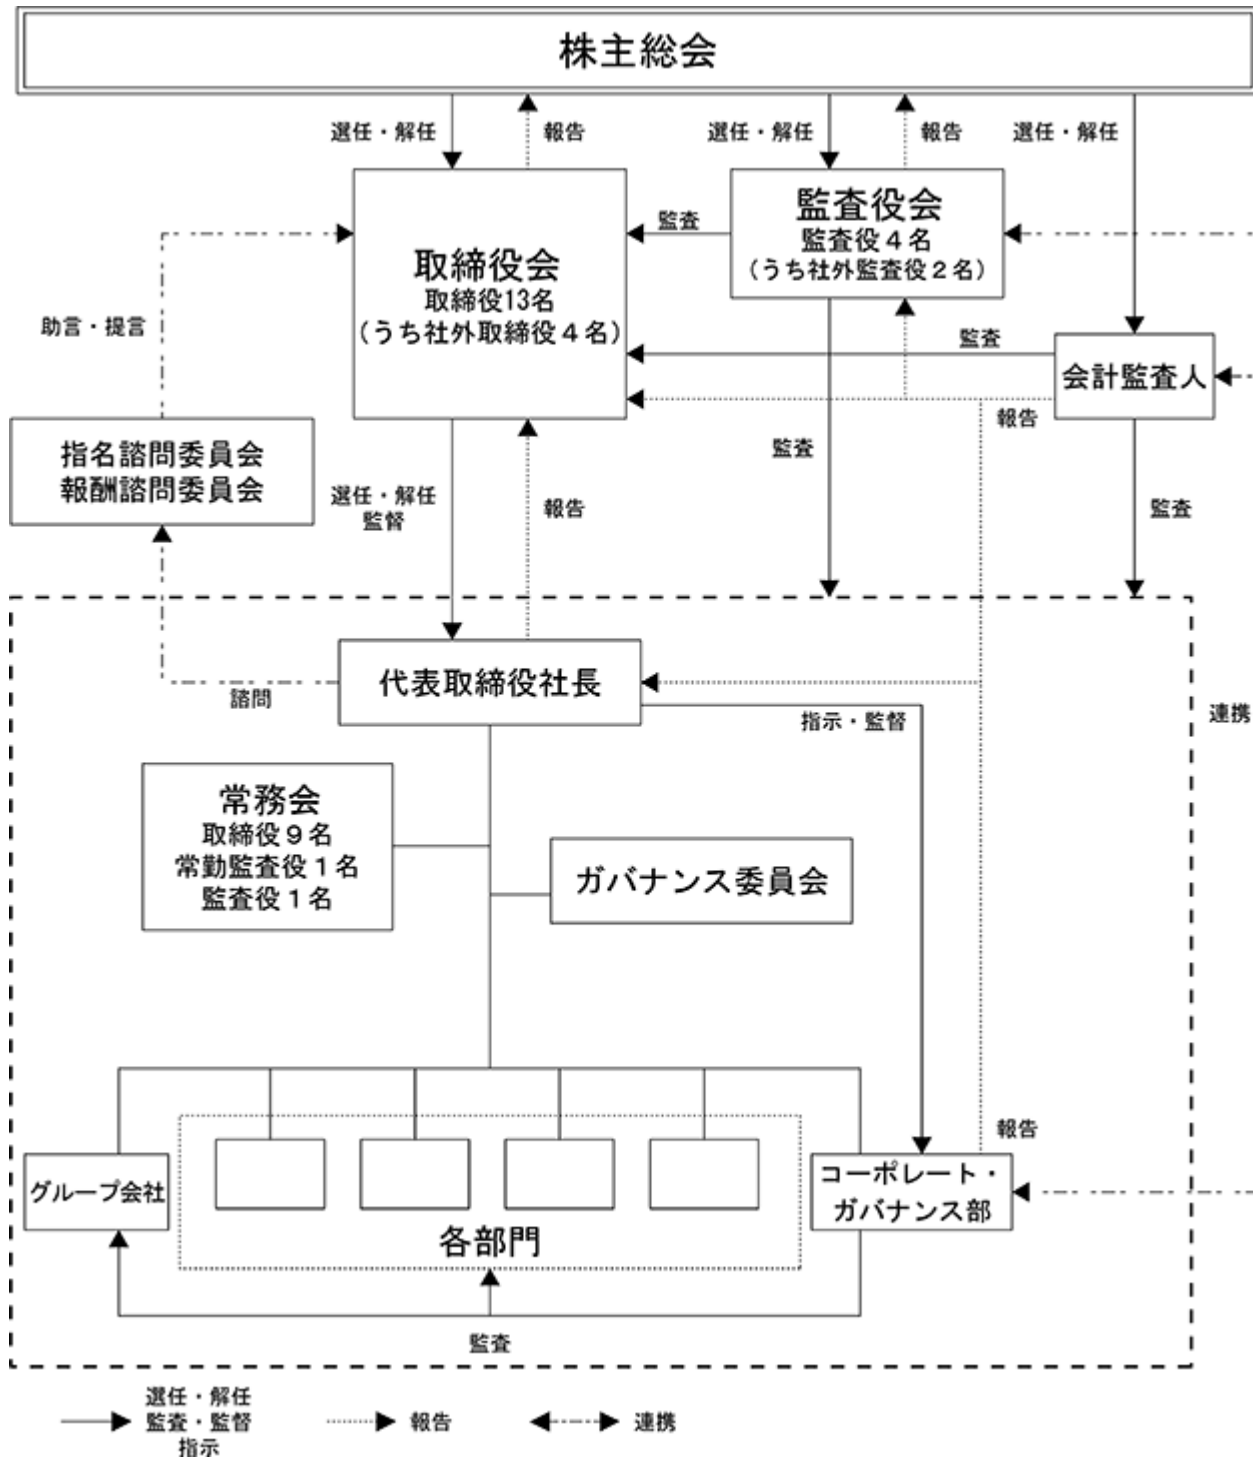 株主総会
選任・解任
報告
選任・解任
報告
選任・解任
取締役会
取締役13名
（うち社外取締役４名）
監査
監査役会
監査役４名
（うち社外監査役２名）
助言・提言
監査
会計監査人
報告
指名諮問委員会
報酬諮問委員会
選任・解任
監督
報告
監査
監査
代表取締役社長
諮問
指示・監督
連携
常務会
取締役９名
常勤監査役１名
監査役１名
ガバナンス委員会
報告
グループ会社
各部門
コーポレート・
ガバナンス部
監査
選任・解任
監査・監督
指示
報告
連携